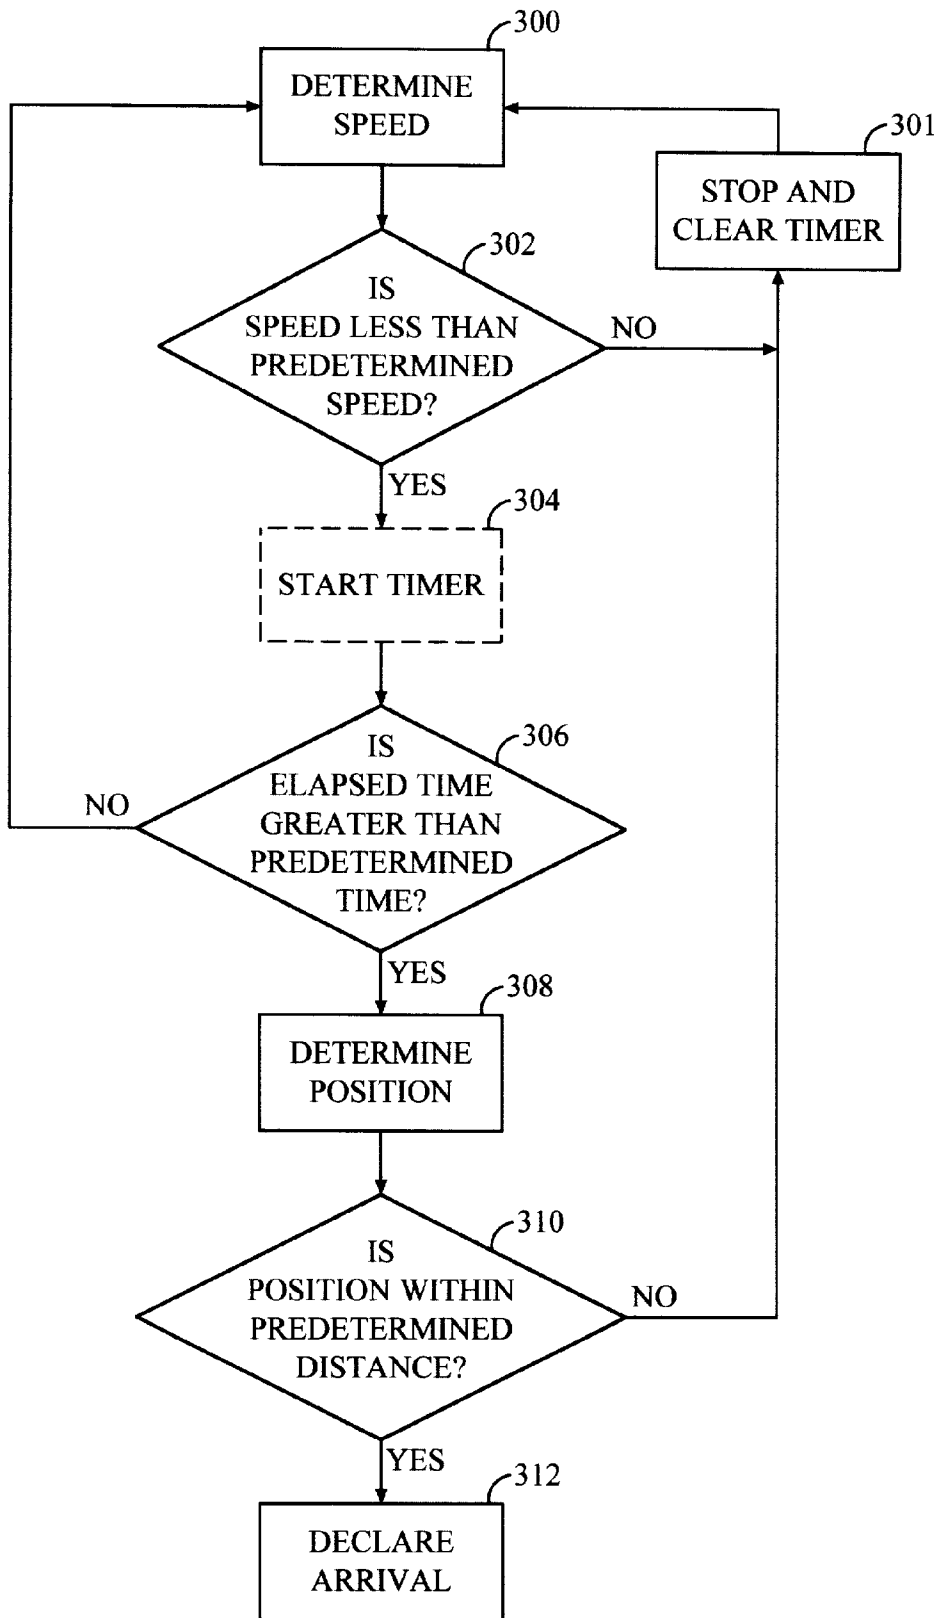 300
DETERMINE
SPEED
301
STOP AND
CLEAR TIMER
302
IS
SPEED LESS THAN
PREDETERMINED
SPEED?
NO
YES
304
START TIMER
306
IS
ELAPSED TIME
GREATER THAN
PREDETERMINED
TIME?
NO
YES
308
DETERMINE
POSITION
310
IS
POSITION WITHIN
PREDETERMINED
DISTANCE?
NO
YES
312
DECLARE
ARRIVAL